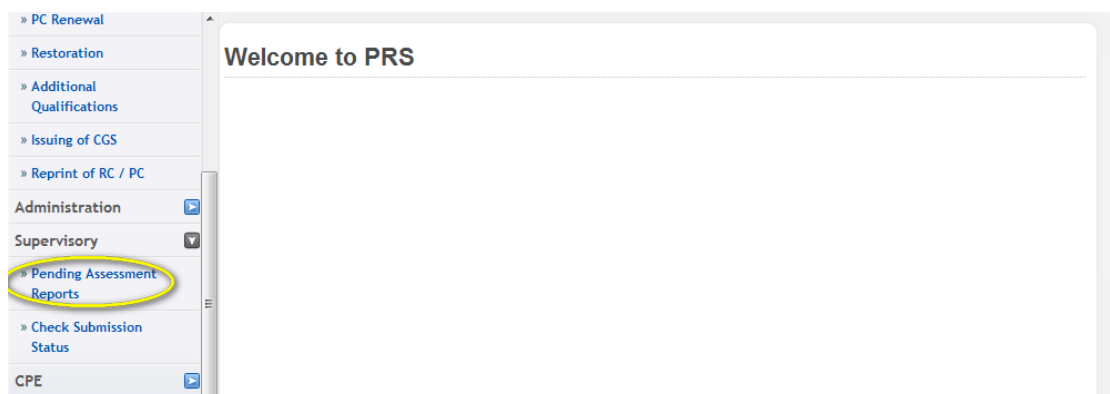 » PC Renewal
» Restoration
» Additional
Qualifications
» Issuing of CGS
» Reprint of RC / PC
Administration
Supervisory
» Pending Assessment
Reports
» Check Submission
Status
CPE
Welcome to PRS